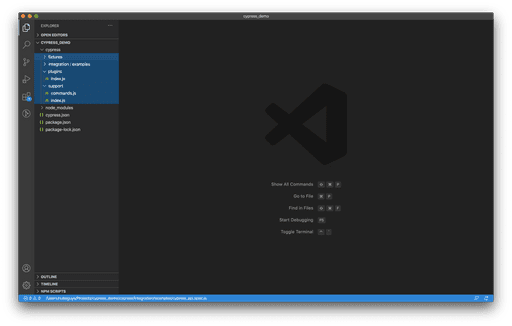 cypress_demo
EXPLORER
OPEN EDITORS
CYPRESS_DEMO
cypress
fixtures
integration / examples
plugins
index.js
support
commands.js
index.js
node_modules
cypress.json
package.json
package-lock.json
Show All Commands
Go to File
Find in Files
Start Debugging
F5
Toggle Terminal
OUTLINE
TIMELINE
NPM SCRIPTS